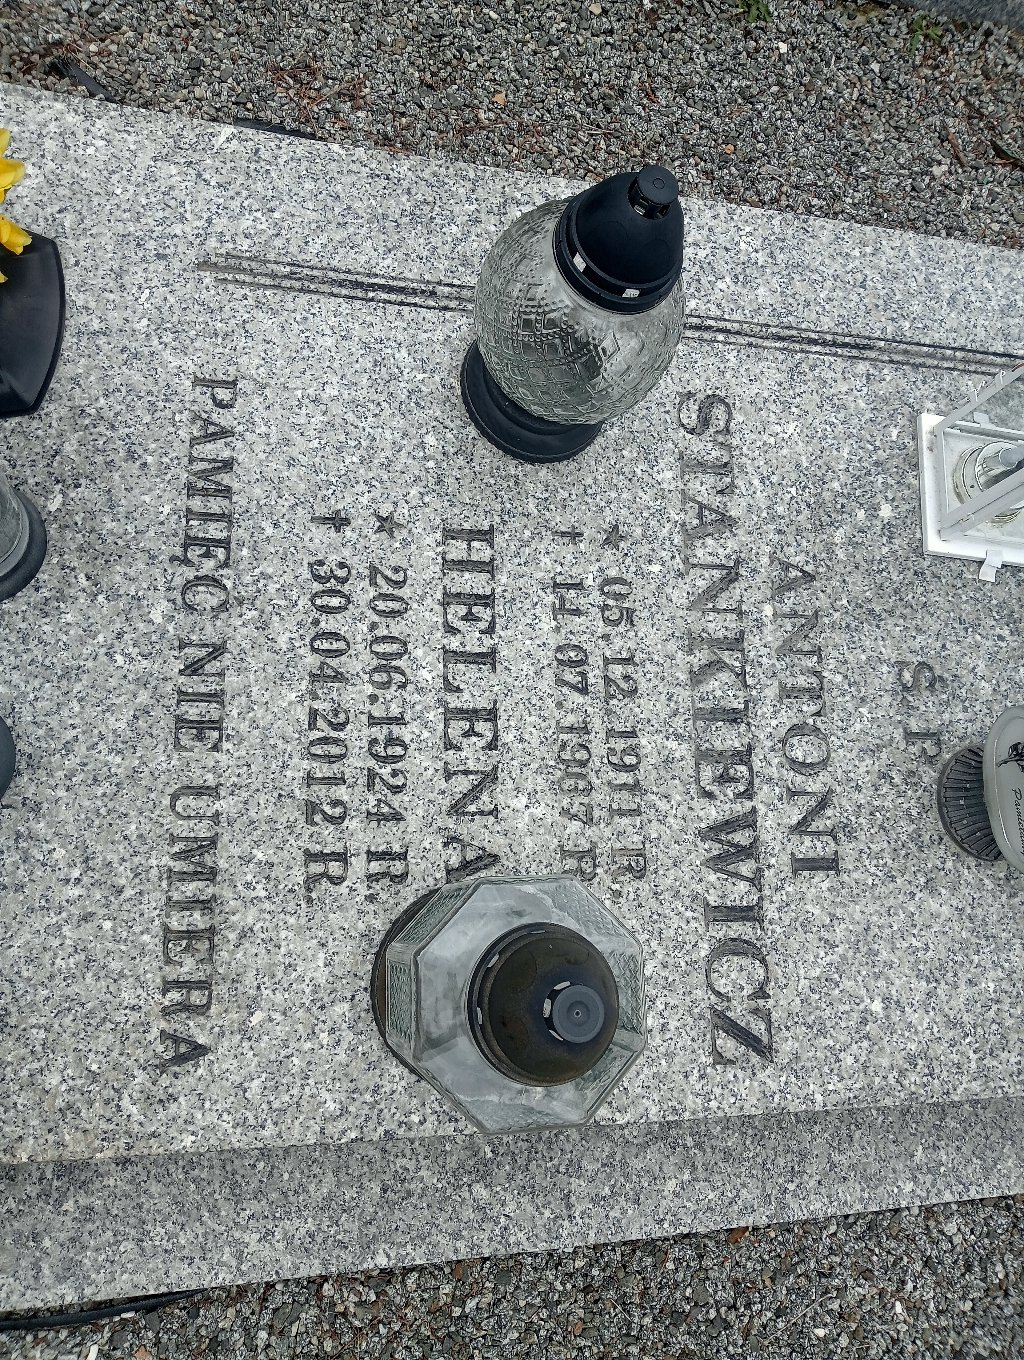 Ś. P.
ANTONI
STANKIEWICZ
★ 05.12.1911 R.
✝ 14.07.1967 R.
HELENA
★ 20.06.1924 R.
✝ 30.04.2012 R.
PAMIĘĆ NIE UMIERA